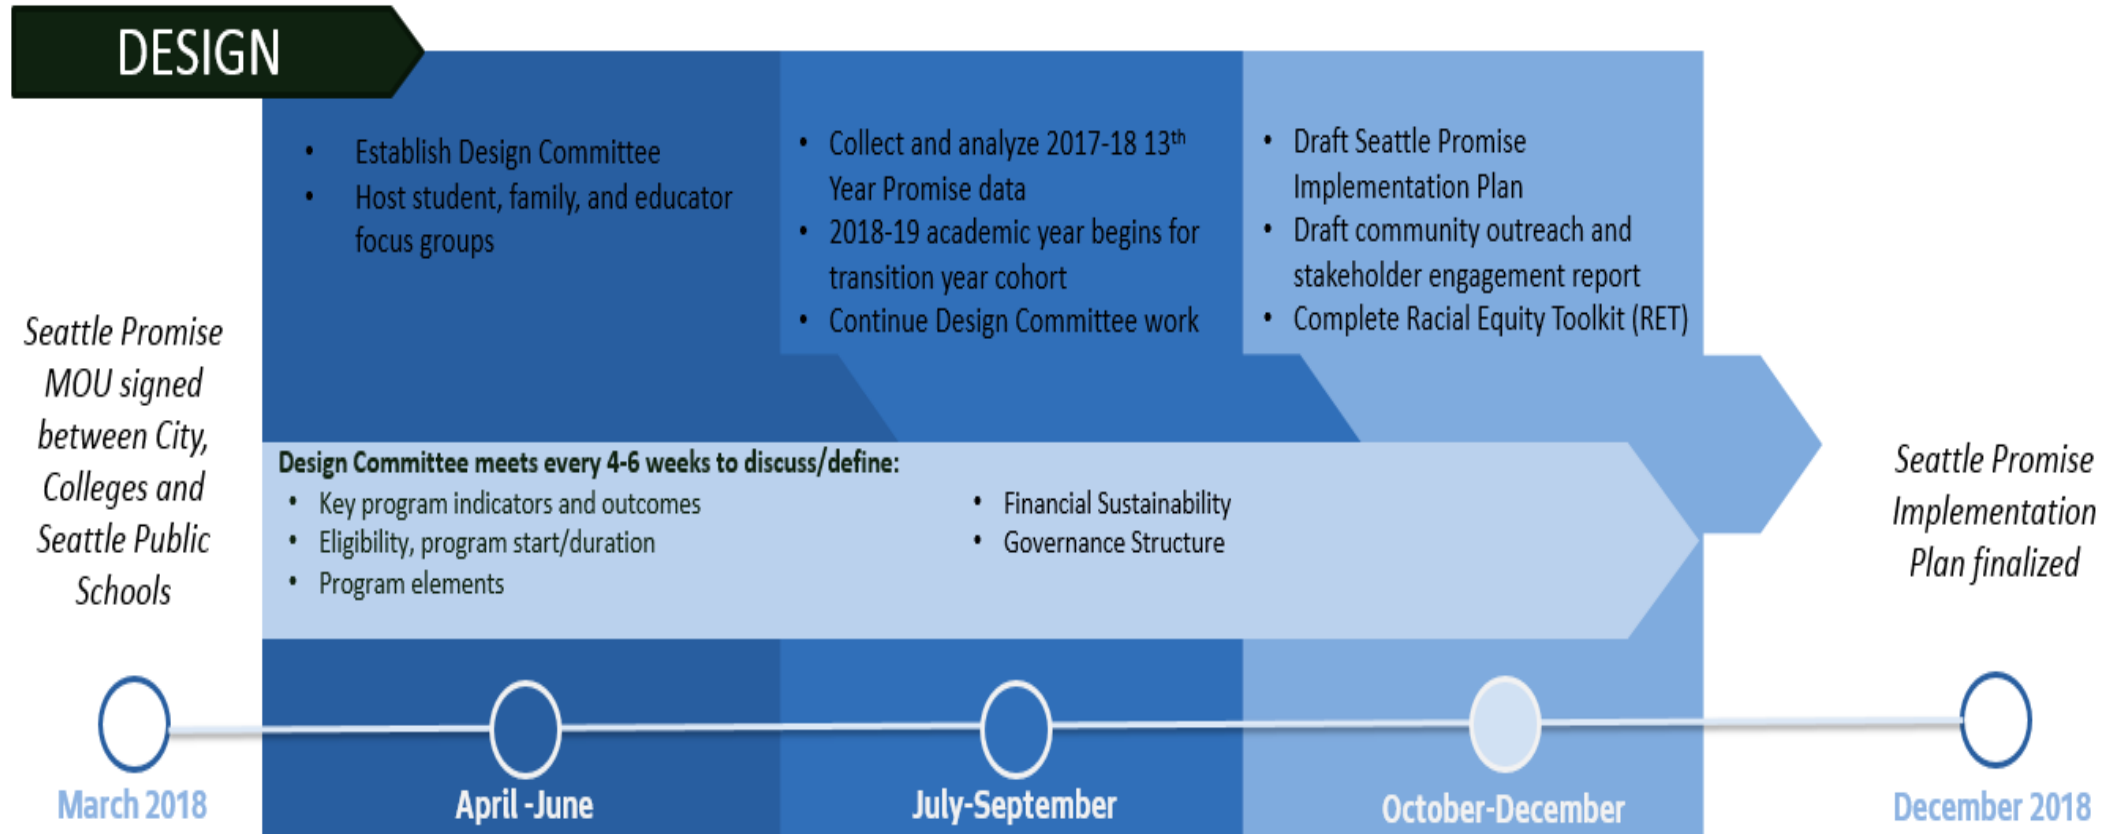 DESIGN
Seattle Promise
MOU signed
between City,
Colleges and
Seattle Public
Schools
• Establish Design Committee
• Host student, family, and educator
focus groups
• Collect and analyze 2017-18 13th
Year Promise data
• 2018-19 academic year begins for
transition year cohort
• Continue Design Committee work
• Draft Seattle Promise
Implementation Plan
• Draft community outreach and
stakeholder engagement report
• Complete Racial Equity Toolkit (RET)
Design Committee meets every 4-6 weeks to discuss/define:
• Key program indicators and outcomes
• Eligibility, program start/duration
• Program elements
• Financial Sustainability
• Governance Structure
Seattle Promise
Implementation
Plan finalized
March 2018
April -June
July-September
October-December
December 2018